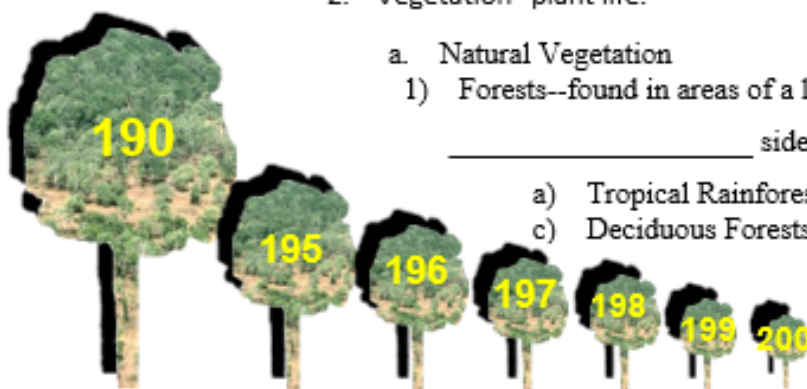 2. Vegetation--plant life.
a. Natural Vegetation
1) Forests--found in areas of a
side
a) Tropical
c) Deciduous Forests
190
195
196
197
198
199
200